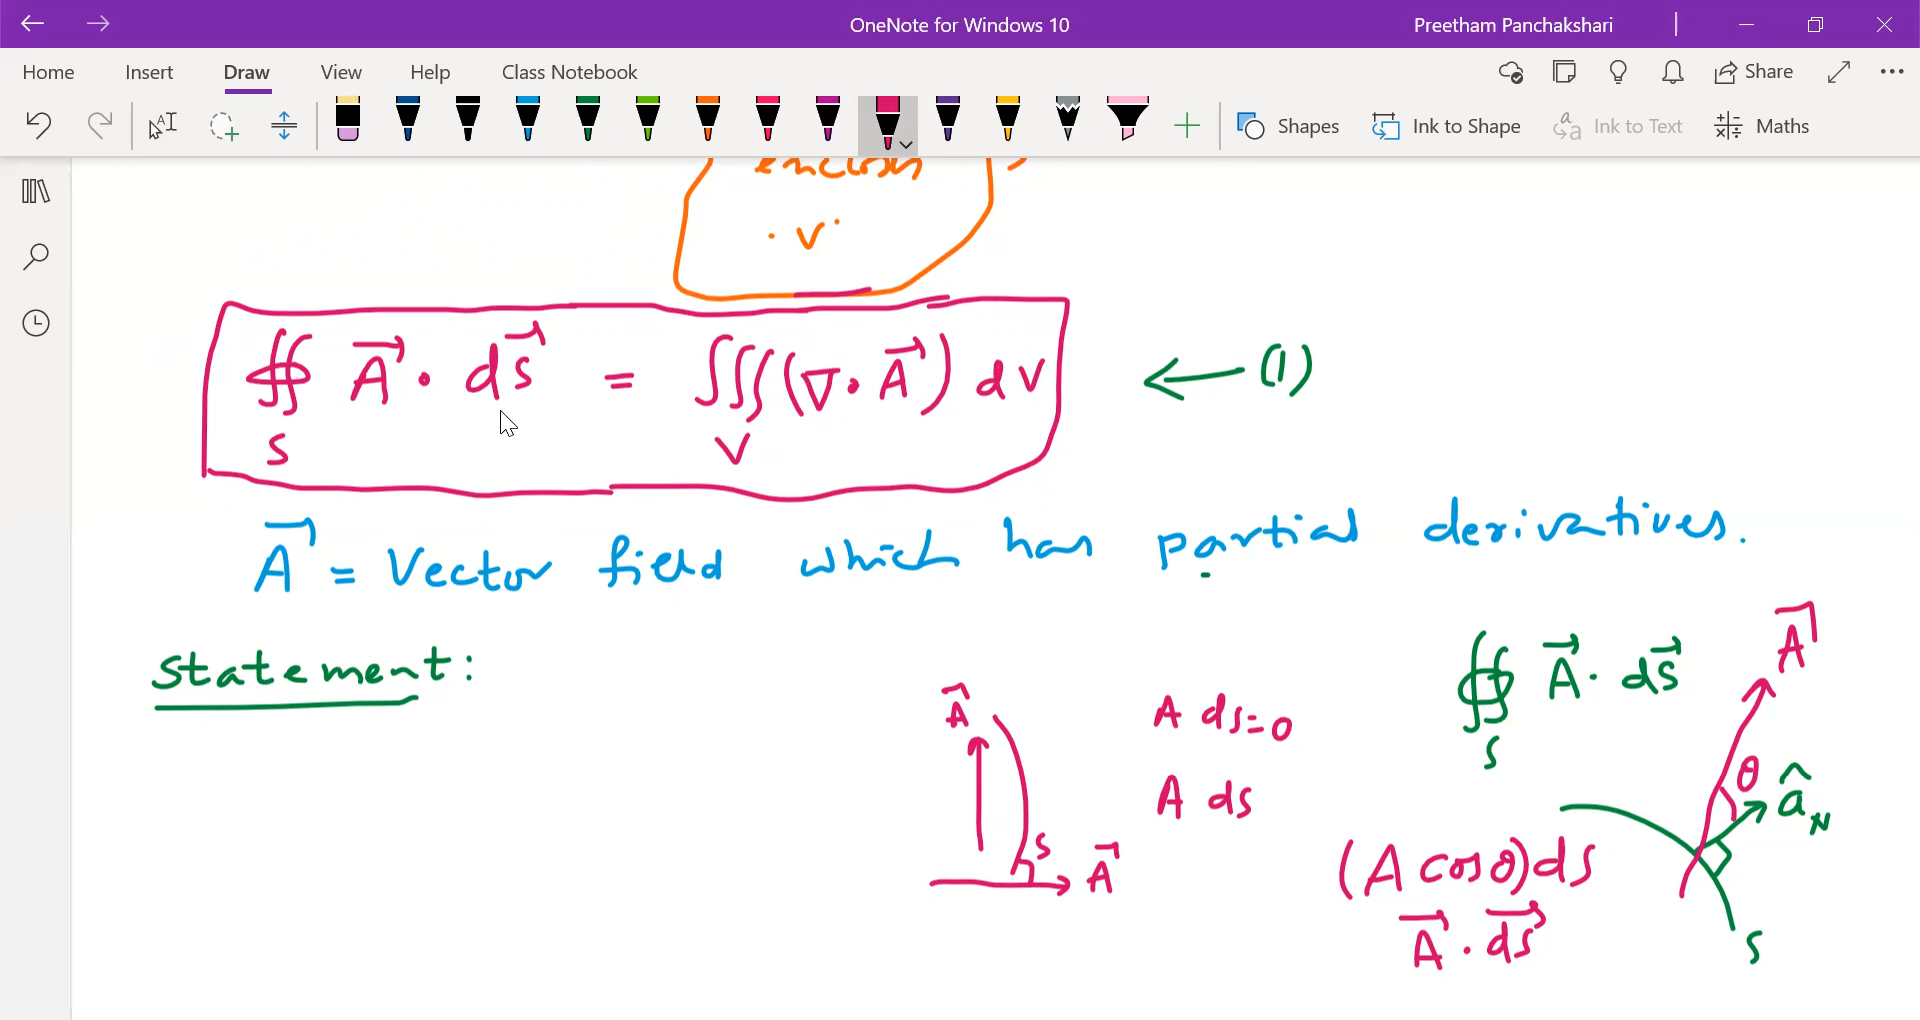 OneNote for Windows 10
Preetham Panchakshari
Home Insert Draw View Help Class Notebook Share
Shapes Ink to Shape Ink to Text Maths
V
∯ A⃗ · ds⃗ = ∭ (∇ · A⃗) dv ← (1)
S V
A⃗ = Vector field which has partial derivatives.
Statement:
∯ A⃗ · ds⃗
S
A⃗
A⃗
A ds = 0
A ds
θ
â_N
S
A⃗
(A cos θ) ds
A⃗ · ds⃗
S